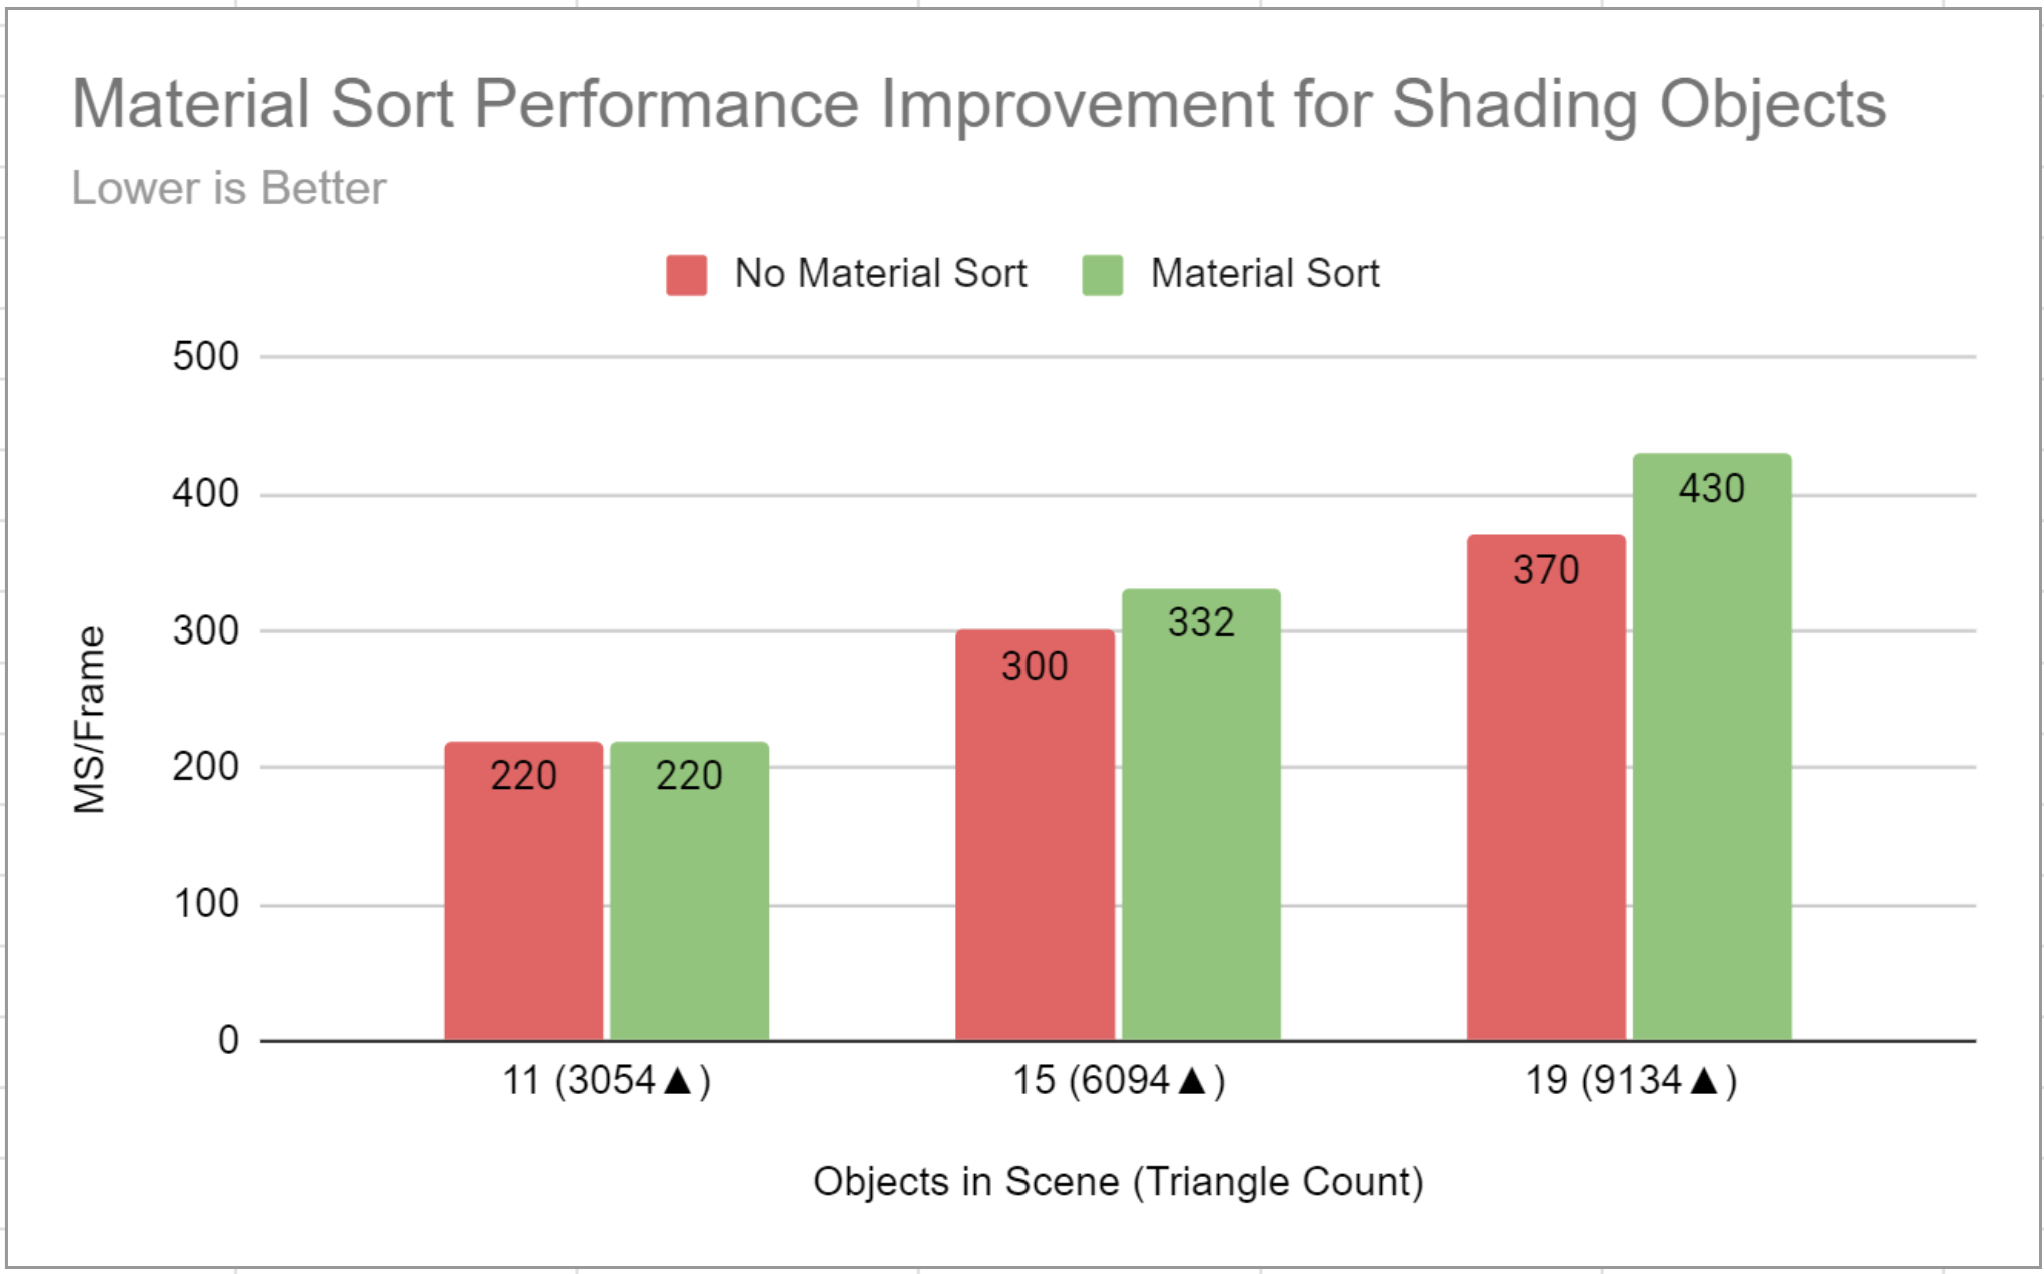 Material Sort Performance Improvement for Shading Objects
Lower is Better
No Material Sort Material Sort
500
400
300
200
100
0
MS/Frame
220 220
300 332
370 430
11 (3054▲) 15 (6094▲) 19 (9134▲)
Objects in Scene (Triangle Count)